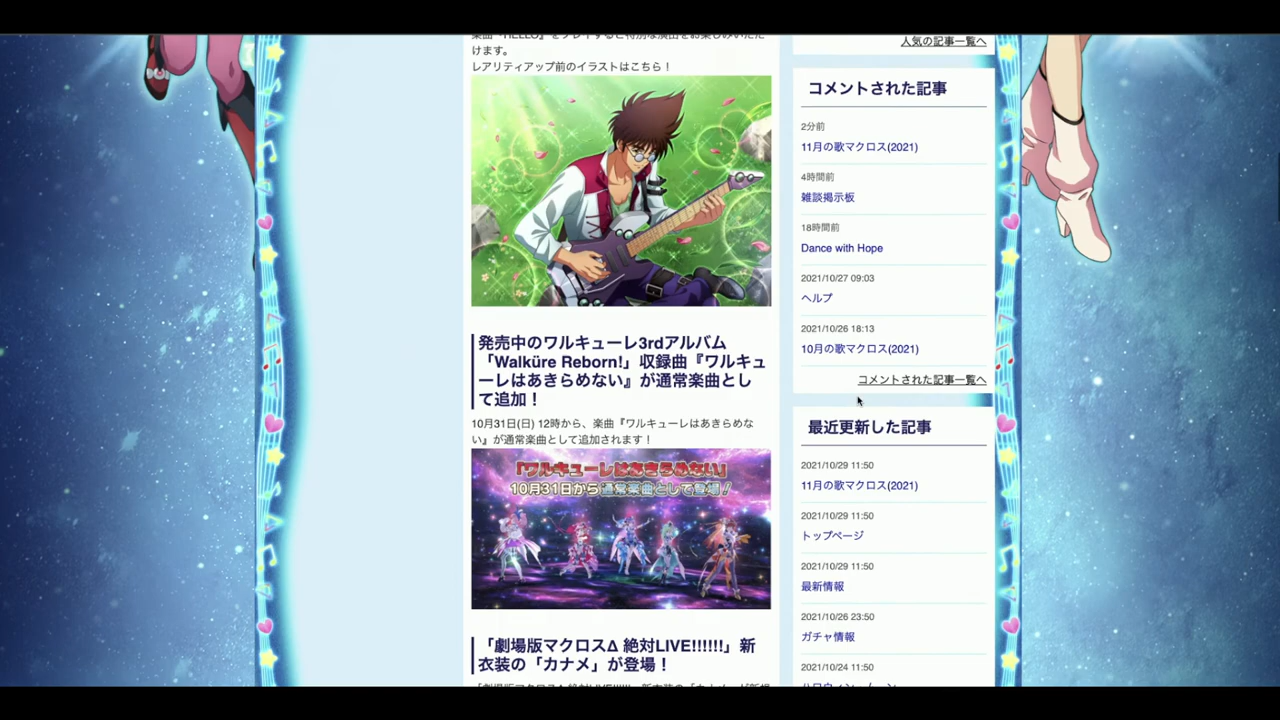 けます。
レアリティアップ前のイラストはこちら！
発売中のワルキューレ3rdアルバム
「Walküre Reborn!」収録曲『ワルキュ
ーレはあきらめない』が通常楽曲とし
て追加！
10月31日(日) 12時から、楽曲『ワルキューレはあきらめな
い』が通常楽曲として追加されます！
「ワルキューレはあきらめない」
10月31日から通常楽曲として登場！
「劇場版マクロスΔ 絶対LIVE!!!!!!」新
衣装の「カナメ」が登場！
人気の記事一覧へ
コメントされた記事
2分前
11月の歌マクロス(2021)
4時間前
雑談掲示板
18時間前
Dance with Hope
2021/10/27 09:03
ヘルプ
2021/10/26 18:13
10月の歌マクロス(2021)
コメントされた記事一覧へ
最近更新した記事
2021/10/29 11:50
11月の歌マクロス(2021)
2021/10/29 11:50
トップページ
2021/10/29 11:50
最新情報
2021/10/26 23:50
ガチャ情報
2021/10/24 11:50